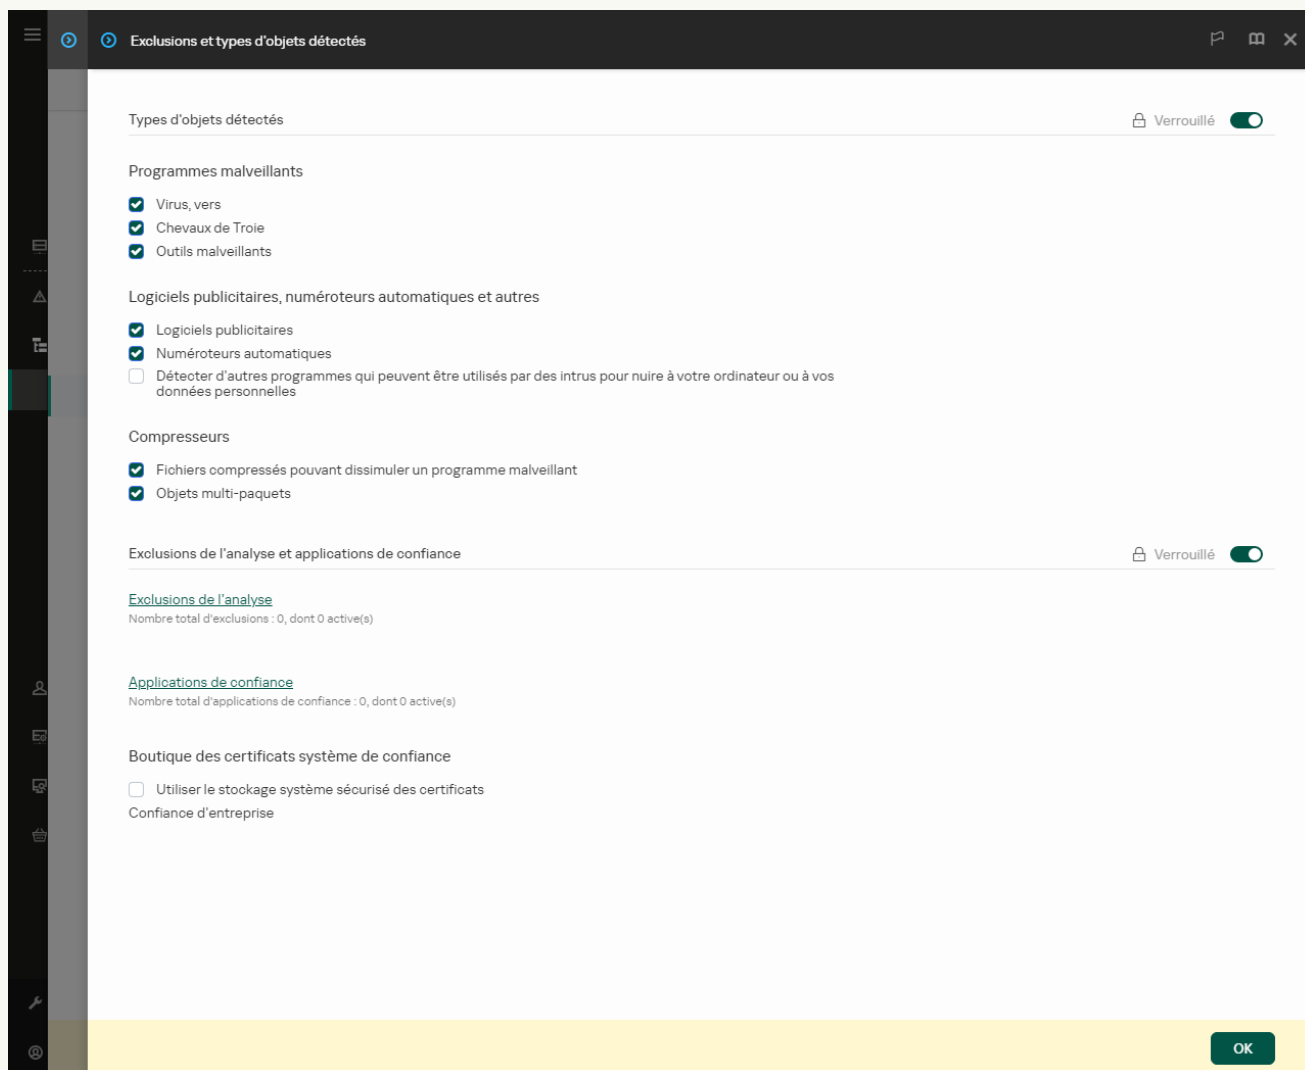 Exclusions et types d'objets détectés
Types d'objets détectés
Verrouillé
Programmes malveillants
Virus, vers
Chevaux de Troie
Outils malveillants
Logiciels publicitaires, numéroteurs automatiques et autres
Logiciels publicitaires
Numéroteurs automatiques
Détecter d'autres programmes qui peuvent être utilisés par des intrus pour nuire à votre ordinateur ou à vos
données personnelles
Compresseurs
Fichiers compressés pouvant dissimuler un programme malveillant
Objets multi-paquets
Exclusions de l'analyse et applications de confiance
Verrouillé
Exclusions de l'analyse
Nombre total d'exclusions : 0, dont 0 active(s)
Applications de confiance
Nombre total d'applications de confiance : 0, dont 0 active(s)
Boutique des certificats système de confiance
Utiliser le stockage système sécurisé des certificats
Confiance d'entreprise
OK